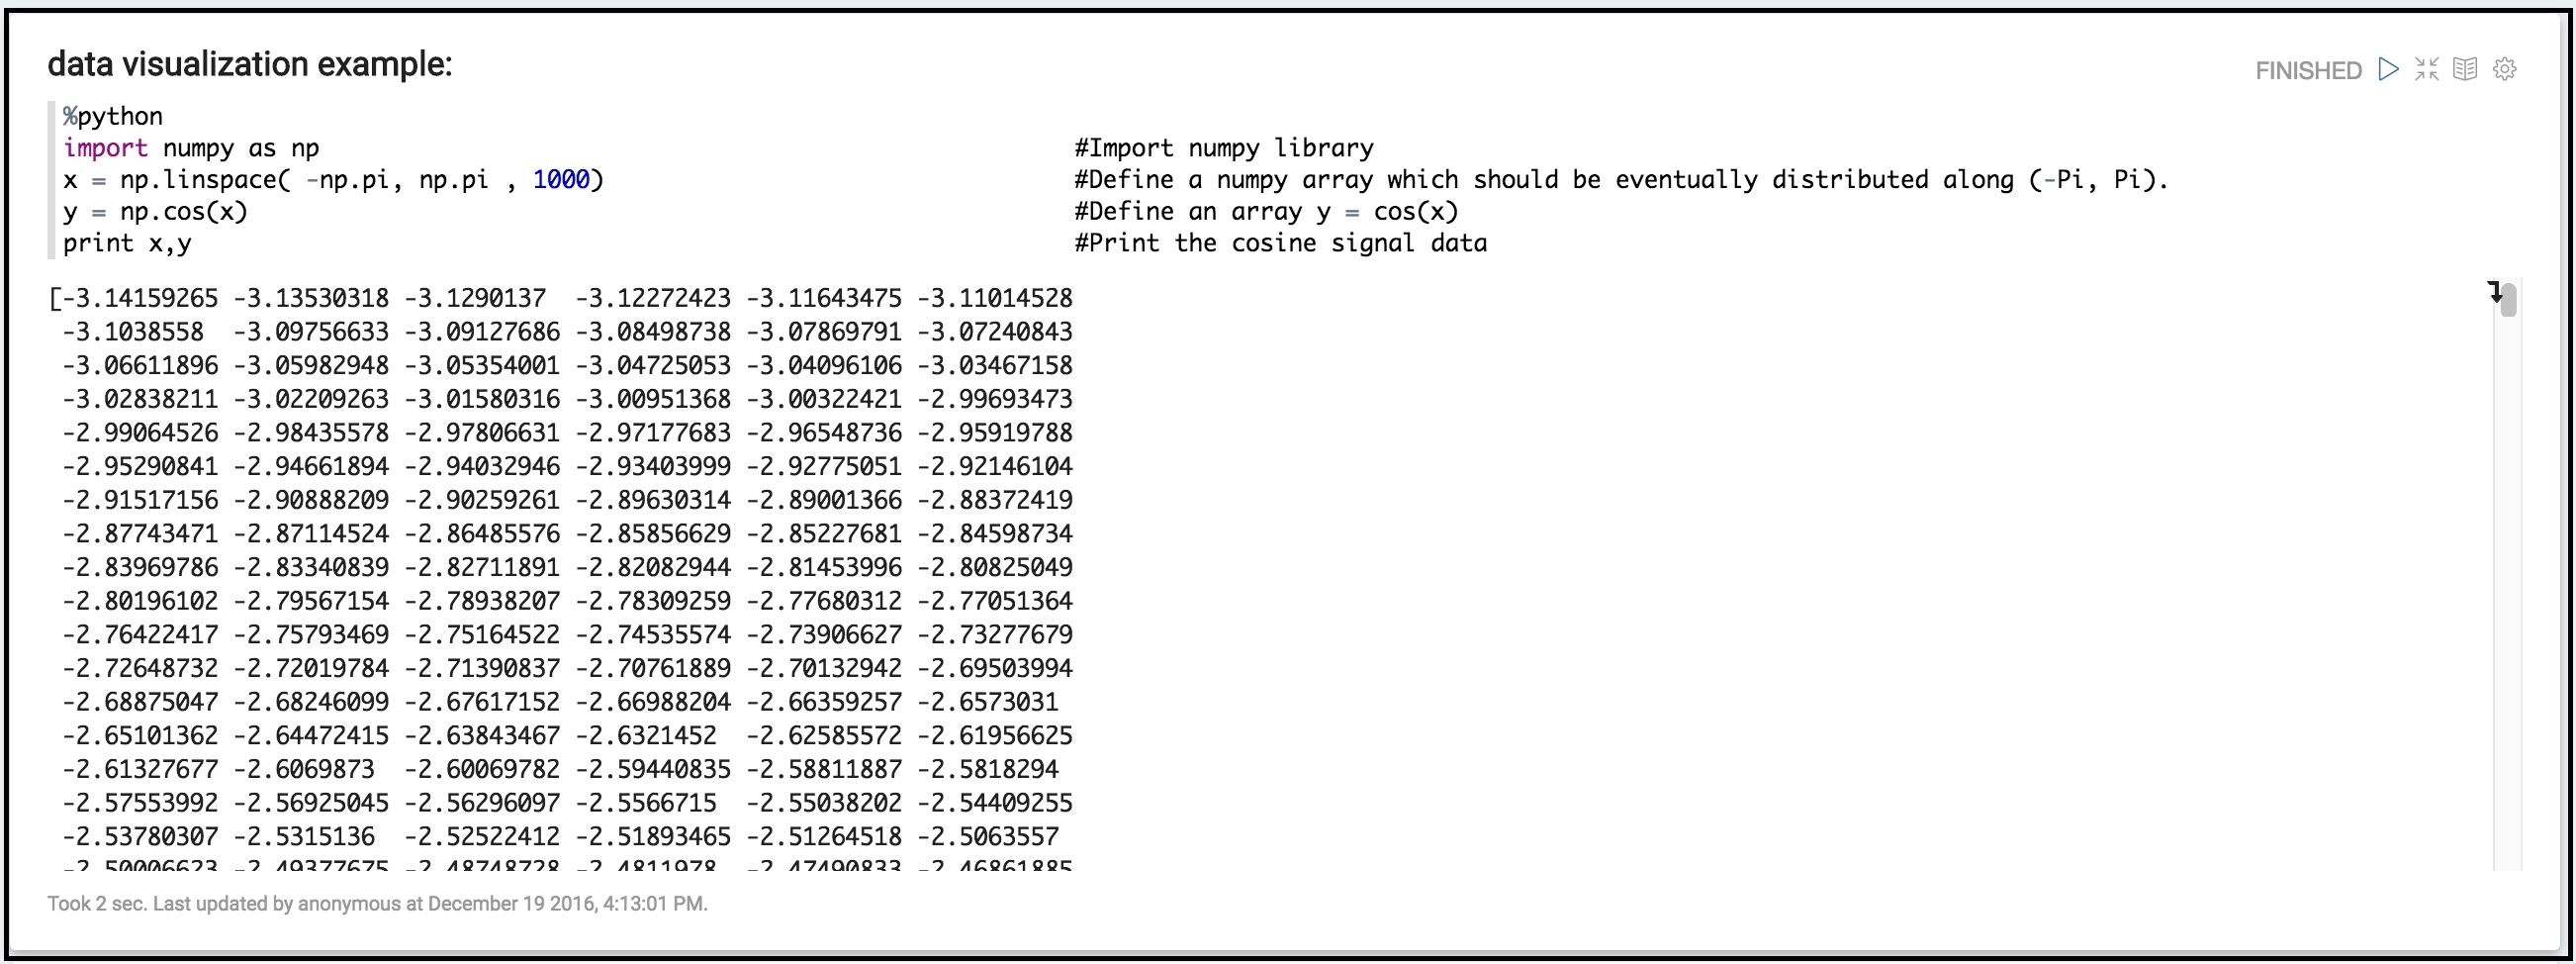 data visualization example:
FINISHED
%python
import numpy as np #Import numpy library
x = np.linspace( -np.pi, np.pi , 1000) #Define a numpy array which should be eventually distributed along (-Pi, Pi).
y = np.cos(x) #Define an array y = cos(x)
print x,y #Print the cosine signal data
[-3.14159265 -3.13530318 -3.1290137 -3.12272423 -3.11643475 -3.11014528
-3.1038558 -3.09756633 -3.09127686 -3.08498738 -3.07869791 -3.07240843
-3.06611896 -3.05982948 -3.05354001 -3.04725053 -3.04096106 -3.03467158
-3.02838211 -3.02209263 -3.01580316 -3.00951368 -3.00322421 -2.99693473
-2.99064526 -2.98435578 -2.97806631 -2.97177683 -2.96548736 -2.95919788
-2.95290841 -2.94661894 -2.94032946 -2.93403999 -2.92775051 -2.92146104
-2.91517156 -2.90888209 -2.90259261 -2.89630314 -2.89001366 -2.88372419
-2.87743471 -2.87114524 -2.86485576 -2.85856629 -2.85227681 -2.84598734
-2.83969786 -2.83340839 -2.82711891 -2.82082944 -2.81453996 -2.80825049
-2.80196102 -2.79567154 -2.78938207 -2.78309259 -2.77680312 -2.77051364
-2.76422417 -2.75793469 -2.75164522 -2.74535574 -2.73906627 -2.73277679
-2.72648732 -2.72019784 -2.71390837 -2.70761889 -2.70132942 -2.69503994
-2.68875047 -2.68246099 -2.67617152 -2.66988204 -2.66359257 -2.6573031
-2.65101362 -2.64472415 -2.63843467 -2.6321452 -2.62585572 -2.61956625
-2.61327677 -2.6069873 -2.60069782 -2.59440835 -2.58811887 -2.5818294
-2.57553992 -2.56925045 -2.56296097 -2.5566715 -2.55038202 -2.54409255
-2.53780307 -2.5315136 -2.52522412 -2.51893465 -2.51264518 -2.5063557
-2.50006623 -2.49377675 -2.48748728 -2.4811978 -2.47490833 -2.46861885
Took 2 sec. Last updated by anonymous at December 19 2016, 4:13:01 PM.